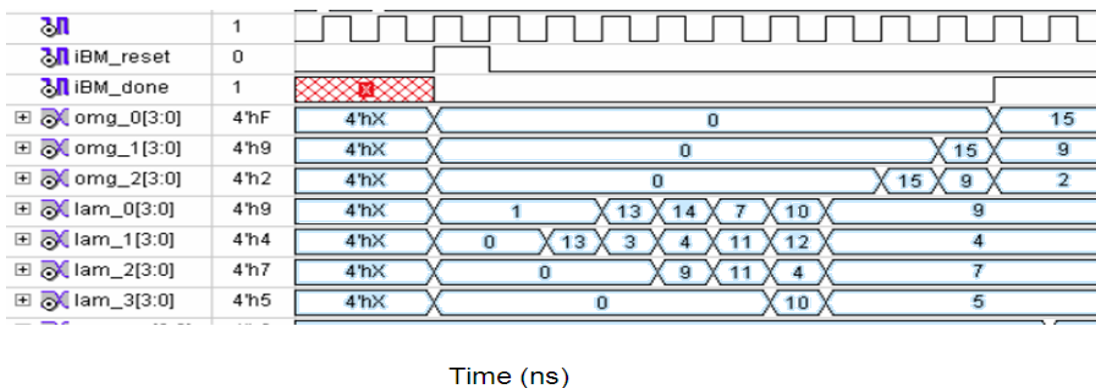 1
iBM_reset 0
iBM_done 1 X
omg_0[3:0] 4'hF 4'hX 0 15
omg_1[3:0] 4'h9 4'hX 0 15 9
omg_2[3:0] 4'h2 4'hX 0 15 9 2
lam_0[3:0] 4'h9 4'hX 1 13 14 7 10 9
lam_1[3:0] 4'h4 4'hX 0 13 3 4 11 12 4
lam_2[3:0] 4'h7 4'hX 0 9 11 4 7
lam_3[3:0] 4'h5 4'hX 0 10 5
Time (ns)